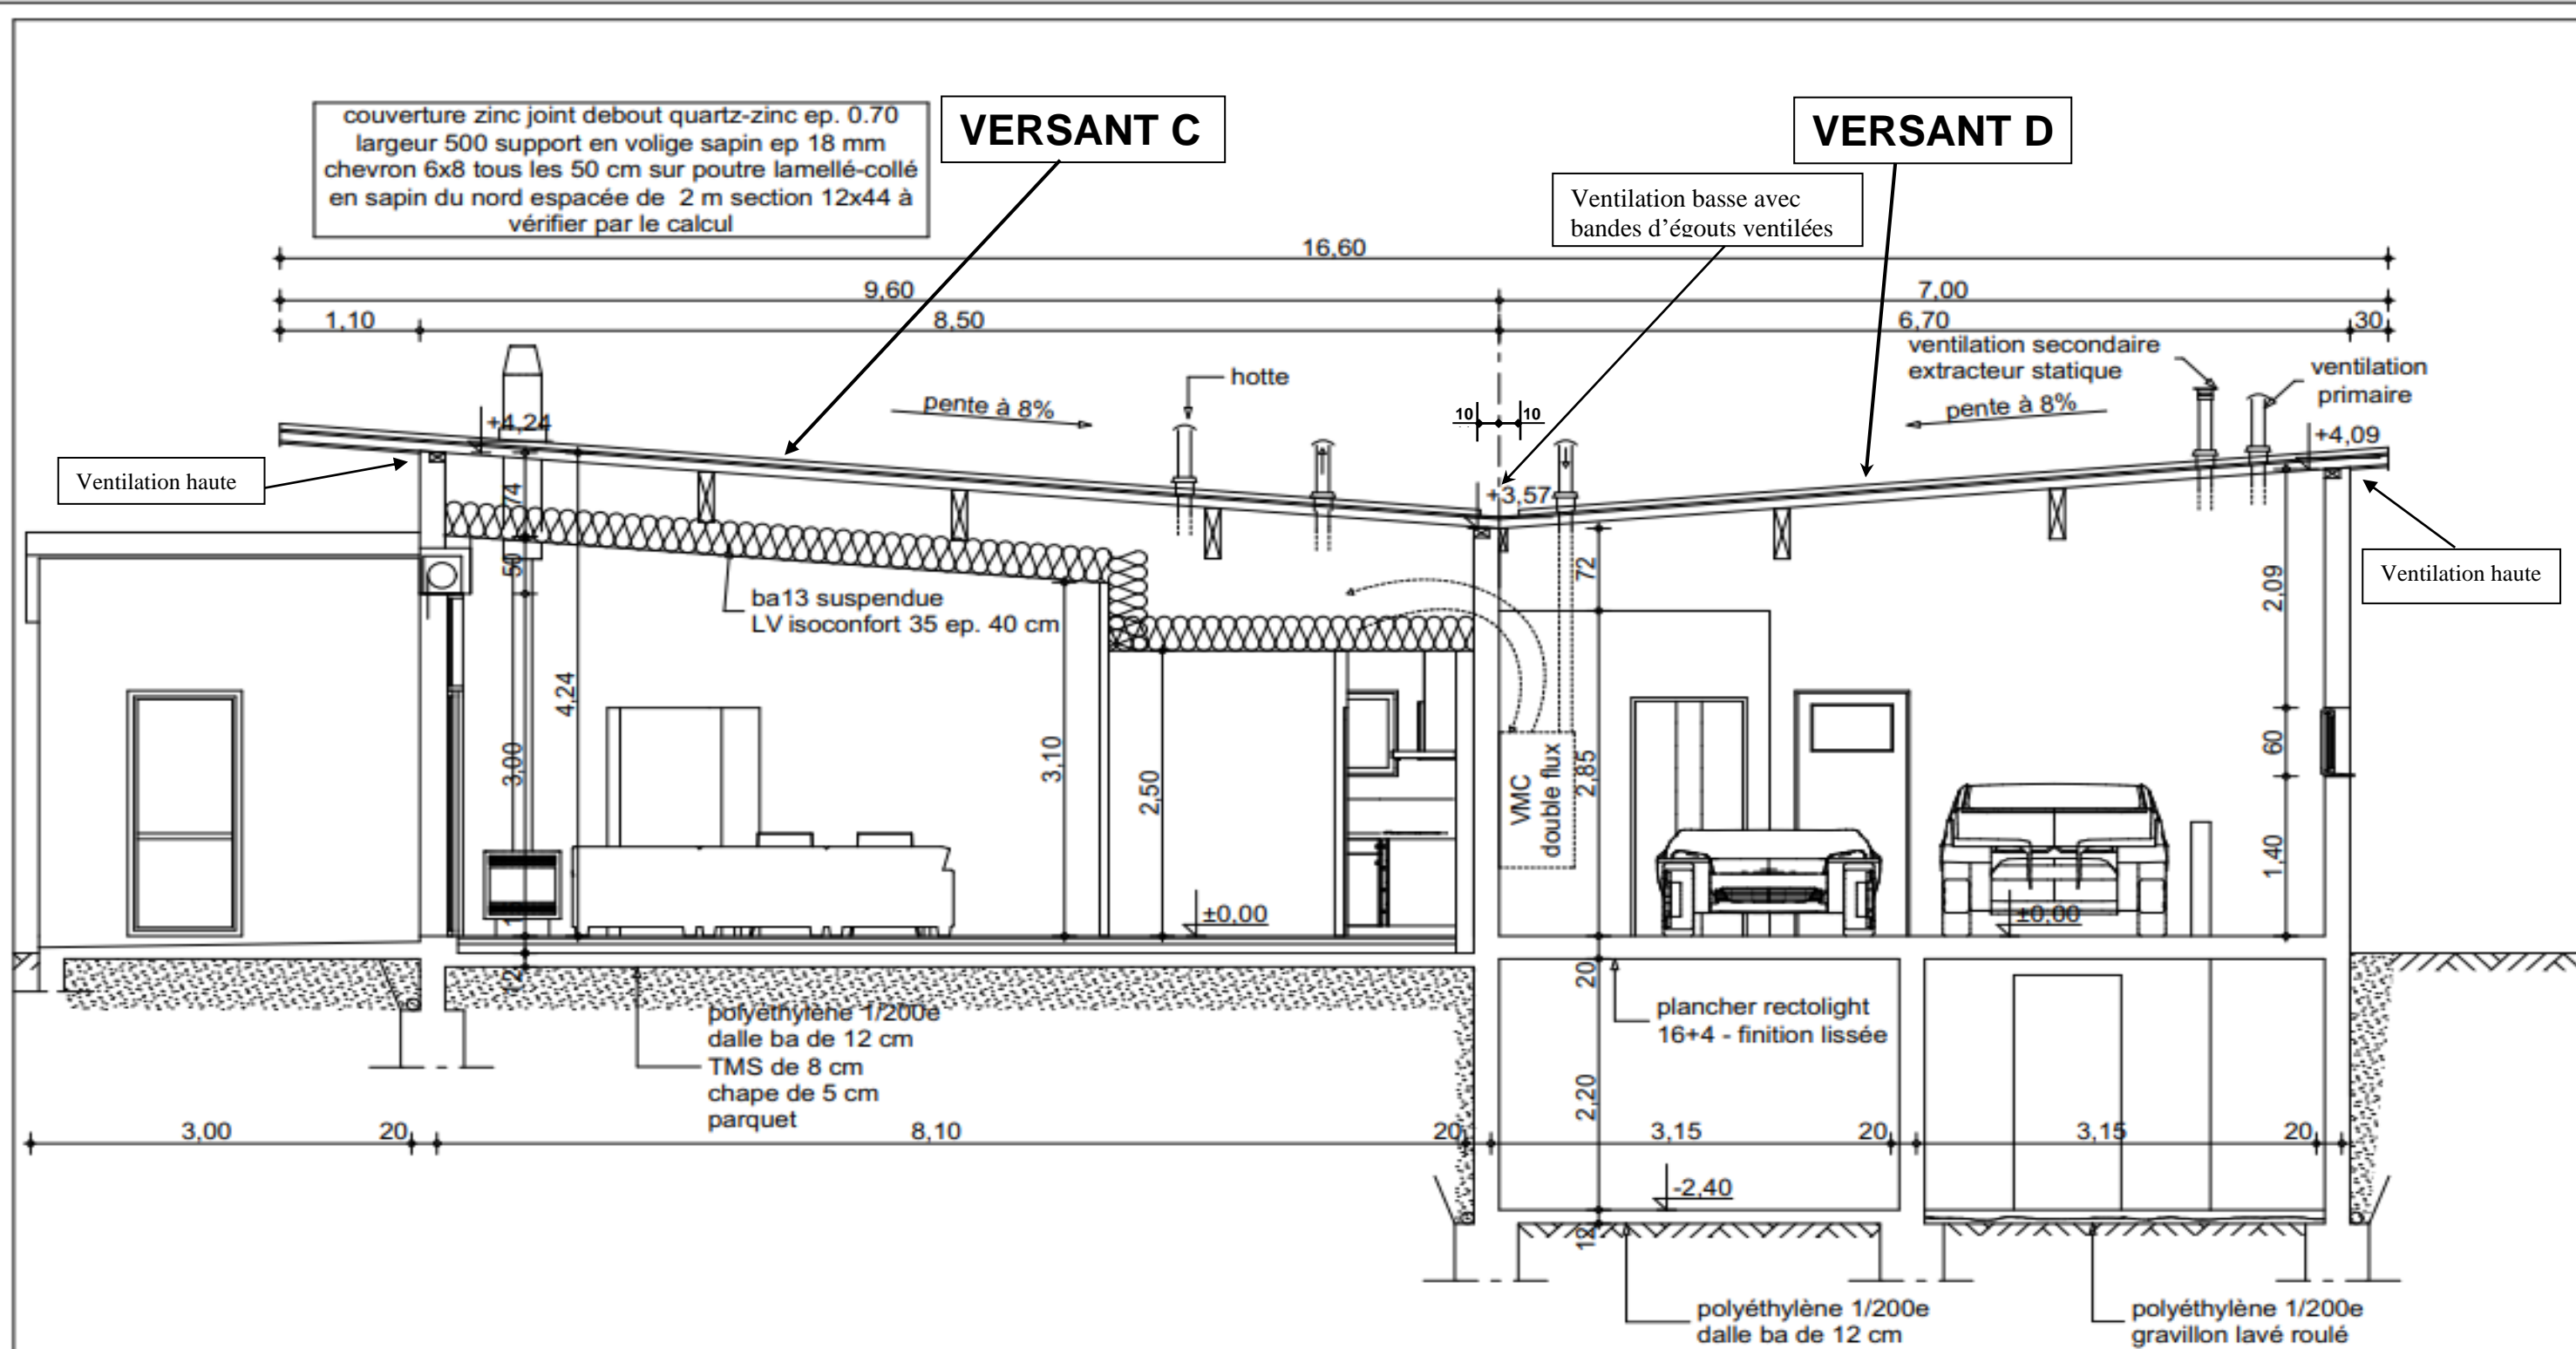 couverture zinc joint debout quartz-zinc ep. 0.70
largeur 500 support en volige sapin ep 18 mm
chevron 6x8 tous les 50 cm sur poutre lamellé-collé
en sapin du nord espacée de 2 m section 12x44 à
vérifier par le calcul
VERSANT C
VERSANT D
Ventilation basse avec
bandes d'égouts ventilées
16,60
9,60
7,00
1,10
8,50
6,70
30
ventilation secondaire
extracteur statique
ventilation
primaire
hotte
pente à 8%
10
10
pente à 8%
+4,24
+4,09
Ventilation haute
+3,57
74
50
72
2,09
Ventilation haute
ba13 suspendue
LV isoconfort 35 ep. 40 cm
4,24
3,00
3,10
2,50
VMC
double flux
2,85
60
1,40
±0,00
±0,00
12
20
polyéthylène 1/200e
dalle ba de 12 cm
TMS de 8 cm
chape de 5 cm
parquet
plancher rectolight
16+4 - finition lissée
2,20
3,00
20
8,10
20
3,15
20
3,15
20
-2,40
12
polyéthylène 1/200e
dalle ba de 12 cm
polyéthylène 1/200e
gravillon lavé roulé